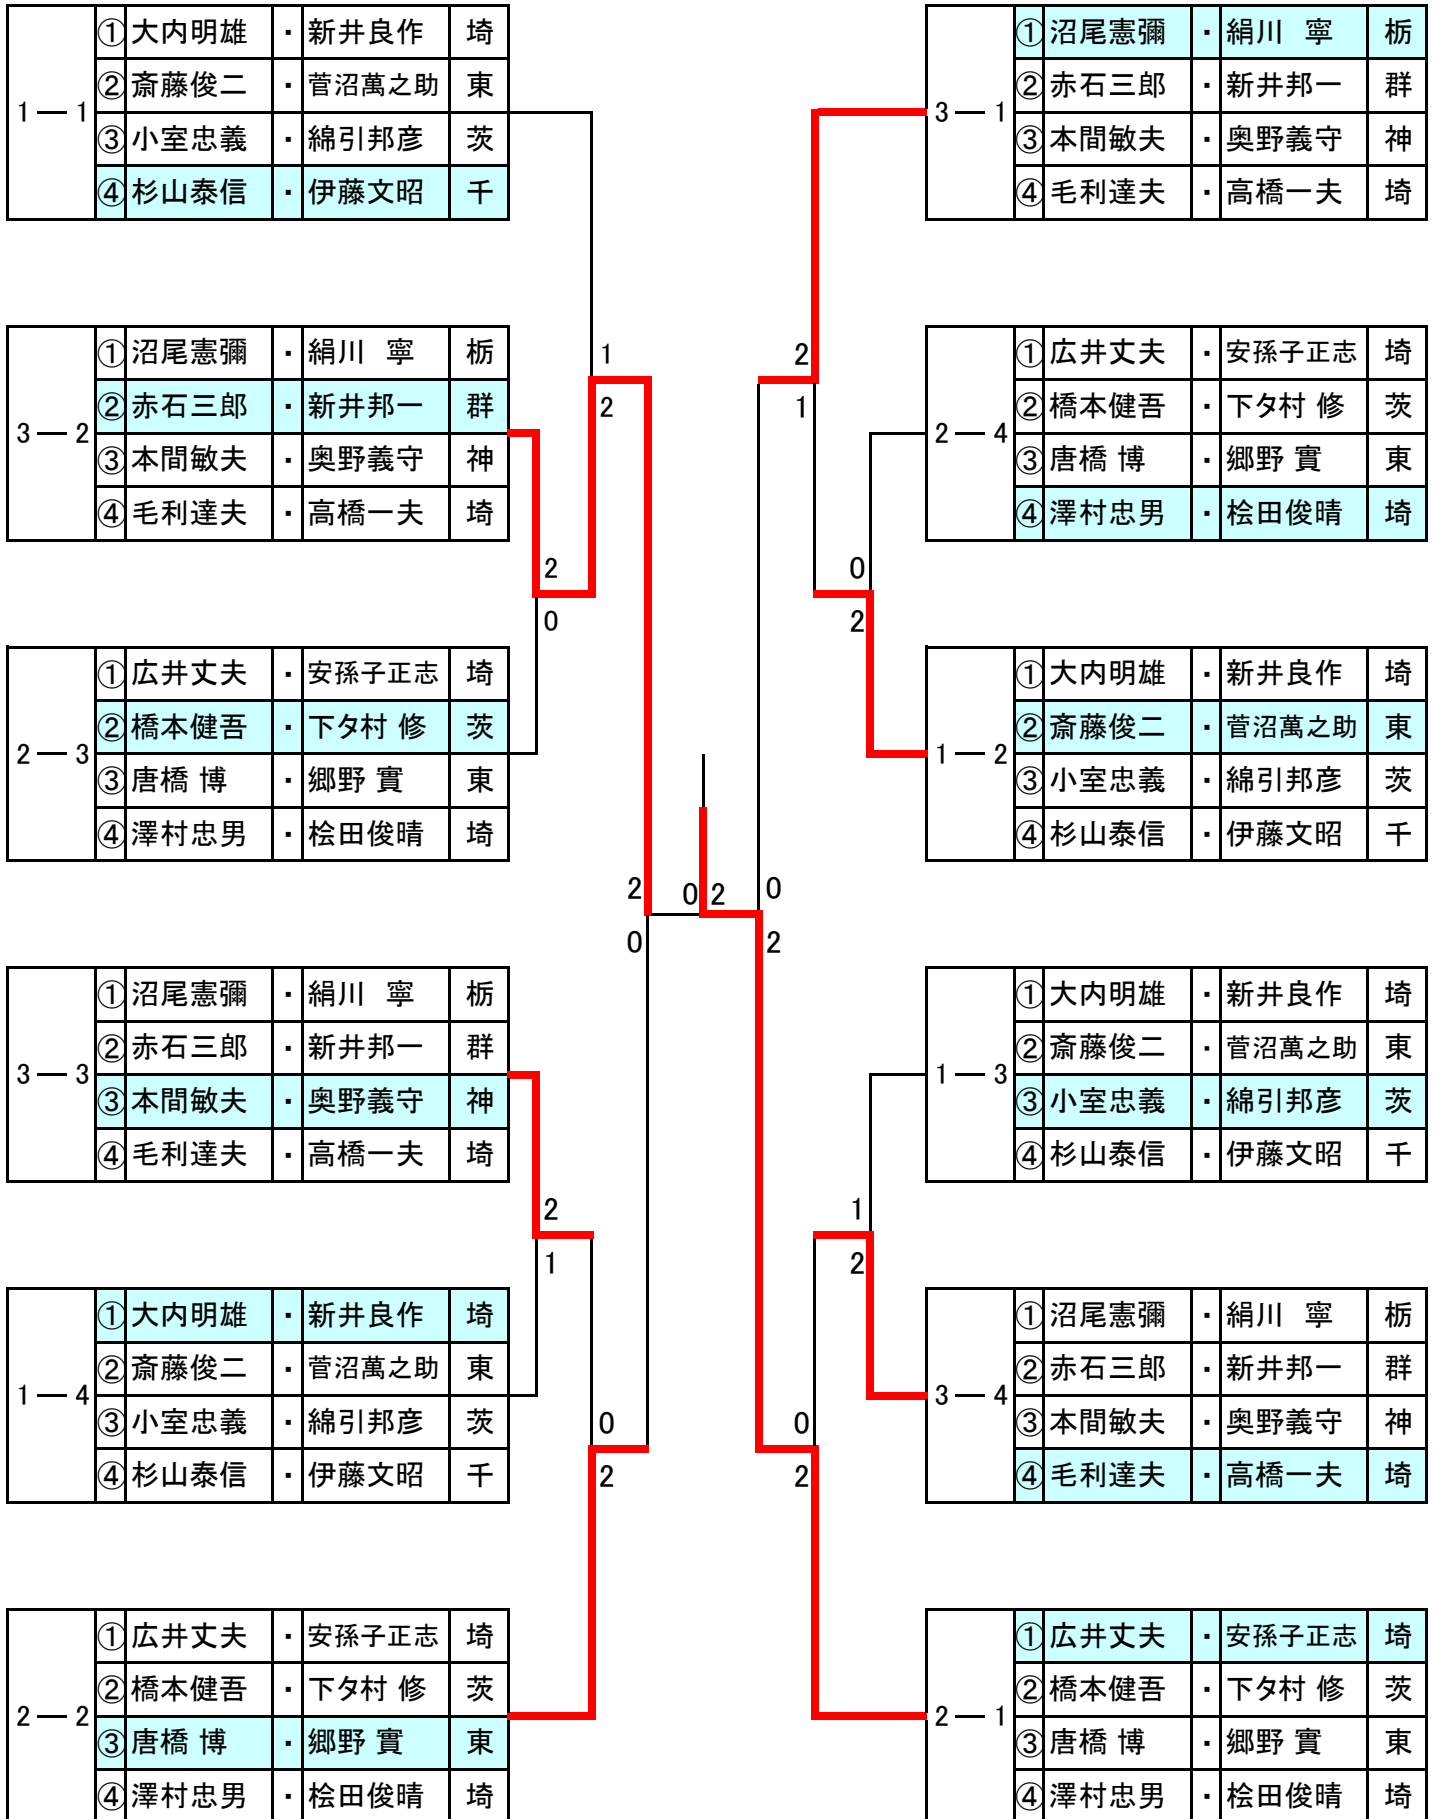 1 ― 1
① 大内明雄 ・ 新井良作 埼
② 斎藤俊二 ・ 菅沼萬之助 東
③ 小室忠義 ・ 綿引邦彦 茨
④ 杉山泰信 ・ 伊藤文昭 千
3 ― 2
① 沼尾憲彌 ・ 絹川 寧 栃
② 赤石三郎 ・ 新井邦一 群
③ 本間敏夫 ・ 奥野義守 神
④ 毛利達夫 ・ 高橋一夫 埼
2 ― 3
① 広井丈夫 ・ 安孫子正志 埼
② 橋本健吾 ・ 下夕村 修 茨
③ 唐橋 博 ・ 郷野 實 東
④ 澤村忠男 ・ 桧田俊晴 埼
3 ― 3
① 沼尾憲彌 ・ 絹川 寧 栃
② 赤石三郎 ・ 新井邦一 群
③ 本間敏夫 ・ 奥野義守 神
④ 毛利達夫 ・ 高橋一夫 埼
1 ― 4
① 大内明雄 ・ 新井良作 埼
② 斎藤俊二 ・ 菅沼萬之助 東
③ 小室忠義 ・ 綿引邦彦 茨
④ 杉山泰信 ・ 伊藤文昭 千
2 ― 2
① 広井丈夫 ・ 安孫子正志 埼
② 橋本健吾 ・ 下夕村 修 茨
③ 唐橋 博 ・ 郷野 實 東
④ 澤村忠男 ・ 桧田俊晴 埼
1
2
2
0
2
0
2
1
0
2
0 2
2
1
0
2
0
2
1
2
0
2
3 ― 1
① 沼尾憲彌 ・ 絹川 寧 栃
② 赤石三郎 ・ 新井邦一 群
③ 本間敏夫 ・ 奥野義守 神
④ 毛利達夫 ・ 高橋一夫 埼
2 ― 4
① 広井丈夫 ・ 安孫子正志 埼
② 橋本健吾 ・ 下夕村 修 茨
③ 唐橋 博 ・ 郷野 實 東
④ 澤村忠男 ・ 桧田俊晴 埼
1 ― 2
① 大内明雄 ・ 新井良作 埼
② 斎藤俊二 ・ 菅沼萬之助 東
③ 小室忠義 ・ 綿引邦彦 茨
④ 杉山泰信 ・ 伊藤文昭 千
1 ― 3
① 大内明雄 ・ 新井良作 埼
② 斎藤俊二 ・ 菅沼萬之助 東
③ 小室忠義 ・ 綿引邦彦 茨
④ 杉山泰信 ・ 伊藤文昭 千
3 ― 4
① 沼尾憲彌 ・ 絹川 寧 栃
② 赤石三郎 ・ 新井邦一 群
③ 本間敏夫 ・ 奥野義守 神
④ 毛利達夫 ・ 高橋一夫 埼
2 ― 1
① 広井丈夫 ・ 安孫子正志 埼
② 橋本健吾 ・ 下夕村 修 茨
③ 唐橋 博 ・ 郷野 實 東
④ 澤村忠男 ・ 桧田俊晴 埼